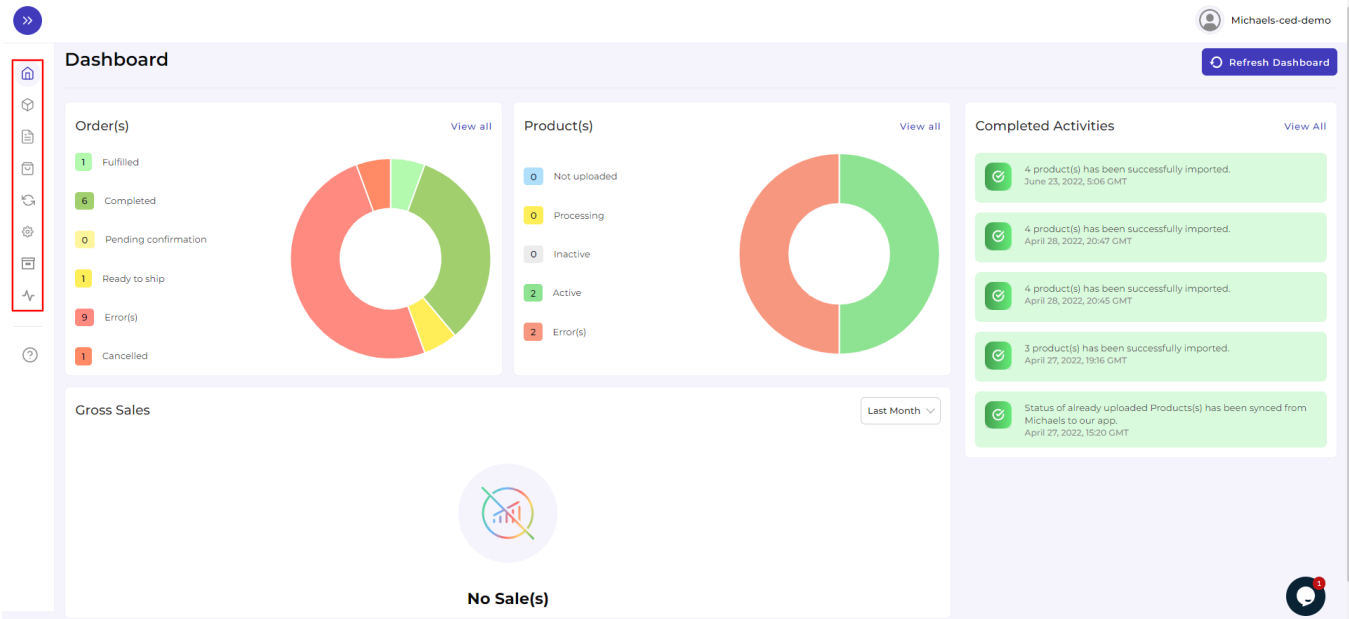 Michaels-ced-demo
Dashboard
Refresh Dashboard
Order(s)
View all
1 Fulfilled
6 Completed
0 Pending confirmation
1 Ready to ship
9 Error(s)
1 Cancelled
Product(s)
View all
0 Not uploaded
0 Processing
0 Inactive
2 Active
2 Error(s)
Completed Activities
View All
4 product(s) has been successfully imported.
June 23, 2022, 5:06 GMT
4 product(s) has been successfully imported.
April 28, 2022, 20:47 GMT
4 product(s) has been successfully imported.
April 28, 2022, 20:45 GMT
3 product(s) has been successfully imported.
April 27, 2022, 19:16 GMT
Status of already uploaded Products(s) has been synced from
Michaels to our app.
April 27, 2022, 15:20 GMT
Gross Sales
Last Month
No Sale(s)
1